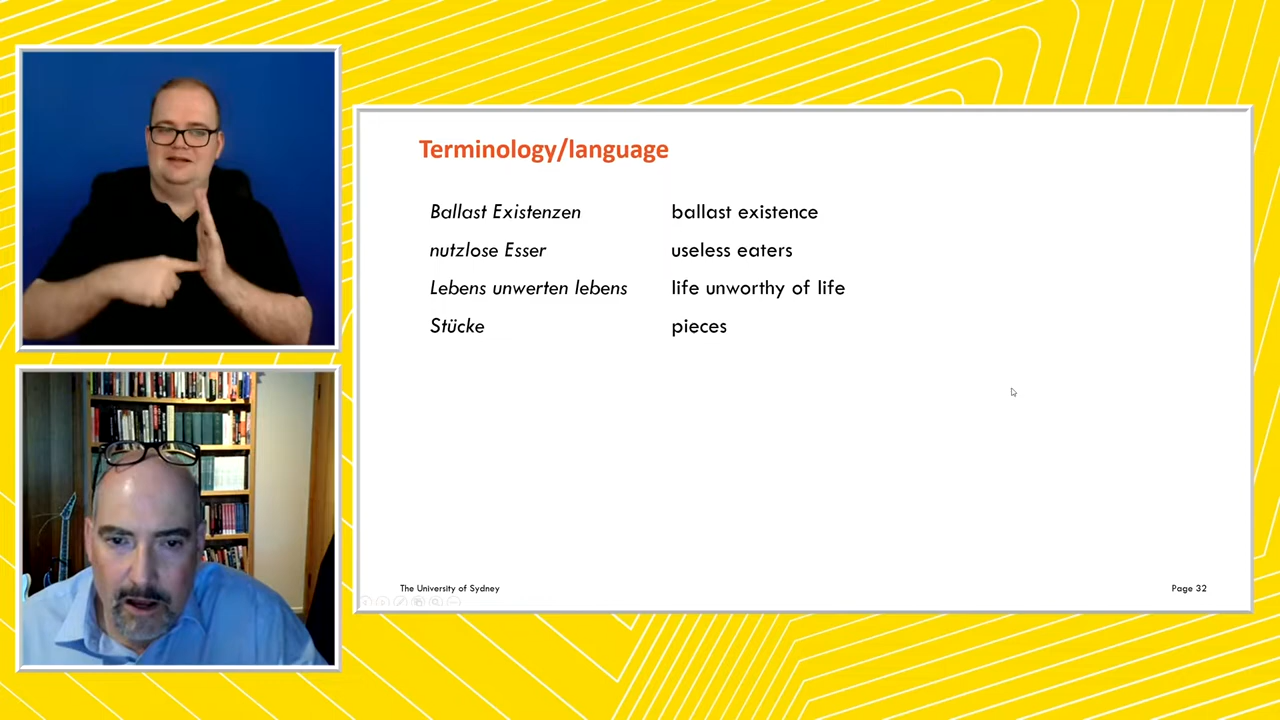 Terminology/language
Ballast Existenzen ballast existence
nutzlose Esser useless eaters
Lebens unwerten lebens life unworthy of life
Stücke pieces
The University of Sydney Page 32